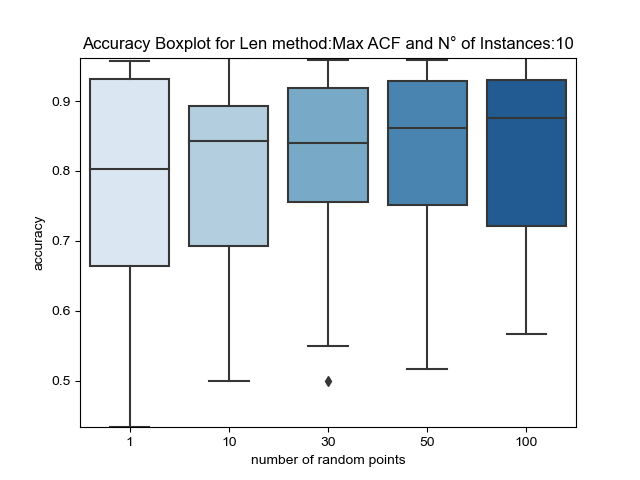 Accuracy Boxplot for Len method:Max ACF and N° of Instances:10
accuracy
0.9
0.8
0.7
0.6
0.5
1 10 30 50 100
number of random points